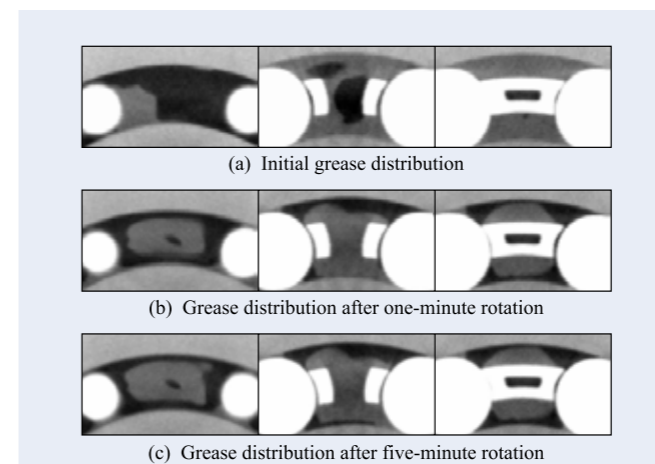 (a) Initial grease distribution
(b) Grease distribution after one-minute rotation
(c) Grease distribution after five-minute rotation